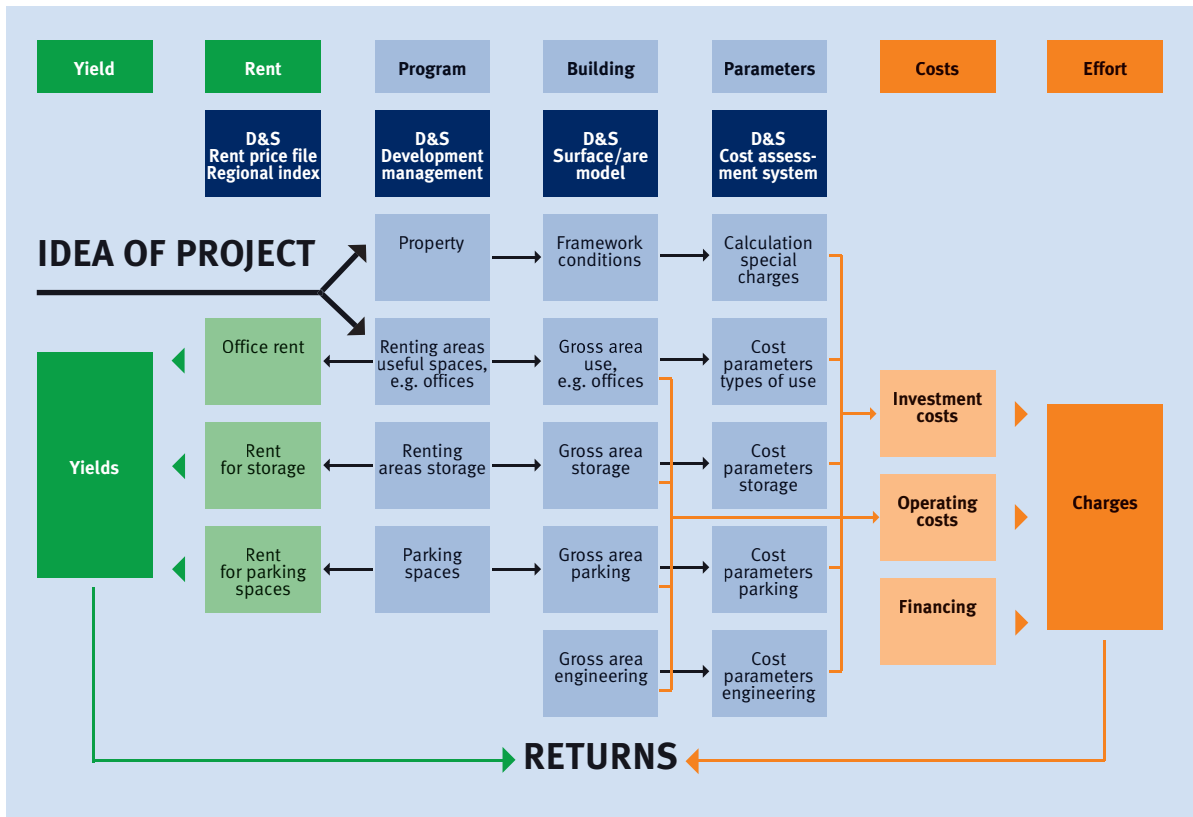 Yield
Rent
Program
Building
Parameters
Costs
Effort
D&S
Rent price file
Regional index
D&S
Development
management
D&S
Surface/are
model
D&S
Cost assess-
ment system
IDEA OF PROJECT
Property
Framework
conditions
Calculation
special
charges
Office rent
Renting areas
useful spaces,
e.g. offices
Gross area
use,
e.g. offices
Cost
parameters
types of use
Yields
Rent
for storage
Renting
areas storage
Gross area
storage
Cost
parameters
storage
Investment
costs
Operating
costs
Financing
Charges
Rent
for parking
spaces
Parking
spaces
Gross area
parking
Cost
parameters
parking
Gross area
engineering
Cost
parameters
engineering
RETURNS